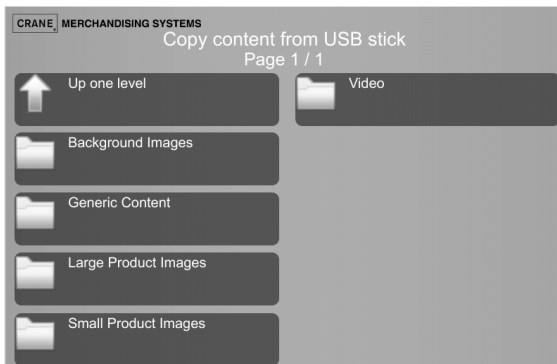 CRANE MERCHANDISING SYSTEMS
Copy content from USB stick
Page 1 / 1
Up one level
Video
Background Images
Generic Content
Large Product Images
Small Product Images